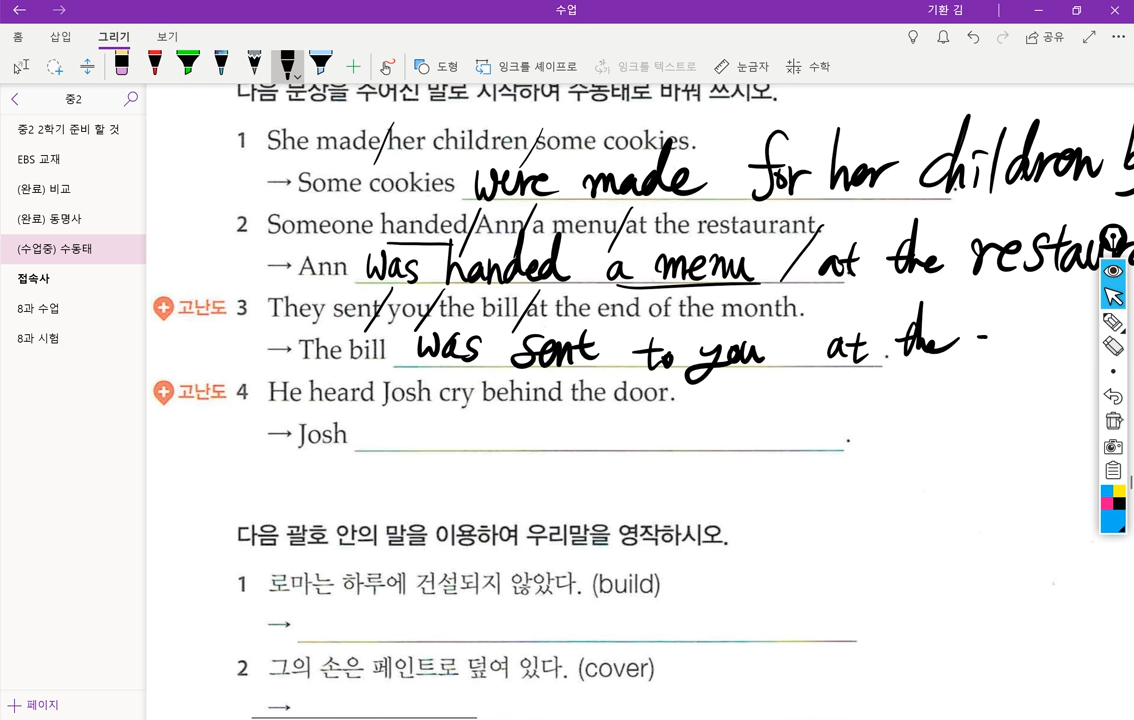 수업
기환 김
홈 삽입 그리기 보기
공유
도형 잉크를 셰이프로 잉크를 텍스트로 눈금자 수학
중2
중2 2학기 준비 할 것
EBS 교재
(완료) 비교
(완료) 동명사
(수업중) 수동태
접속사
8과 수업
8과 시험
페이지
다음 문장을 주어진 말로 시작하여 수동태로 바꿔 쓰시오.
1 She made/her children/some cookies.
→ Some cookies were made for her children b
2 Someone handed/Ann/a menu/at the restaurant.
→ Ann was handed a menu / at the restau
고난도 3 They sent/you/the bill/at the end of the month.
→ The bill was sent to you at the - .
고난도 4 He heard Josh cry behind the door.
→ Josh .
다음 괄호 안의 말을 이용하여 우리말을 영작하시오.
1 로마는 하루에 건설되지 않았다. (build)
→
2 그의 손은 페인트로 덮여 있다. (cover)
→